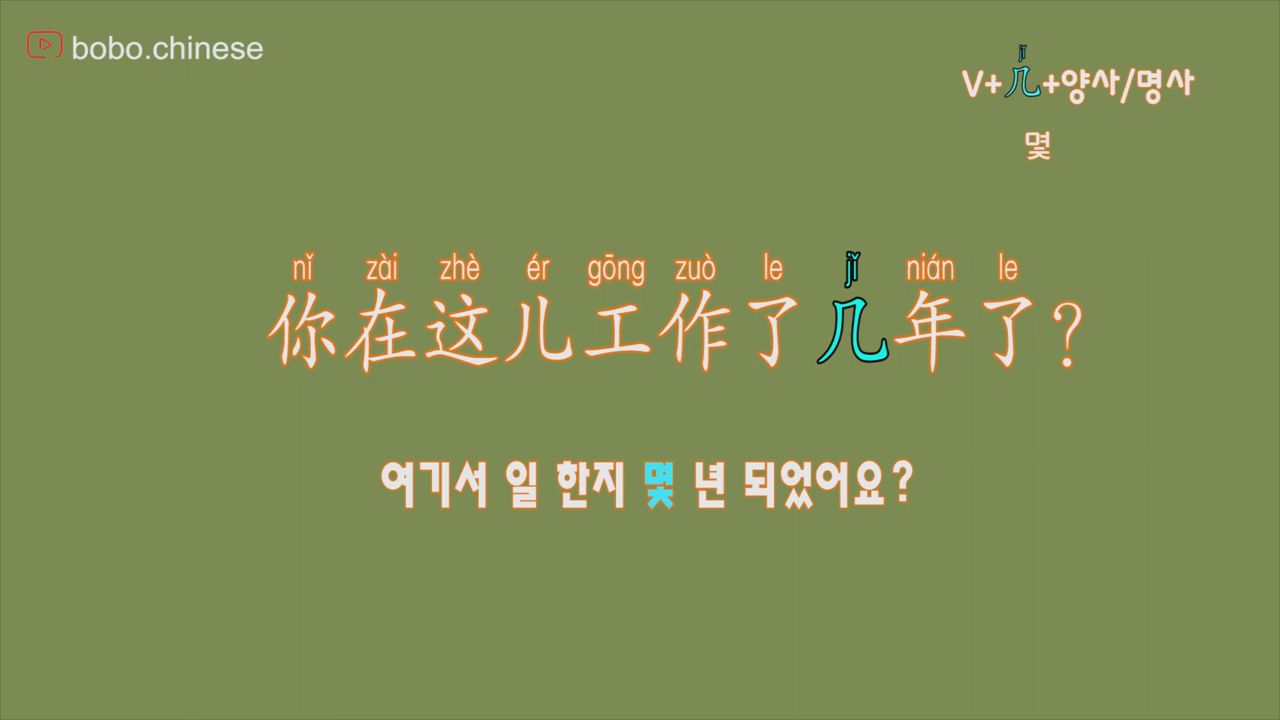 bobo.chinese
jǐ
V+几+양사/명사
몇
nǐ zài zhè ér gōng zuò le jǐ nián le
你在这儿工作了几年了?
여기서 일 한지 몇 년 되었어요?